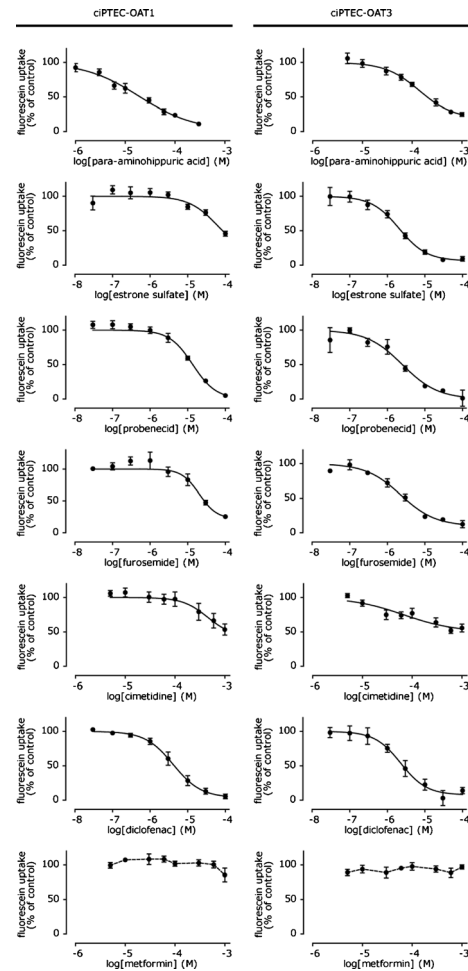 ciPTEC-OAT1
ciPTEC-OAT3
fluorescein uptake
(% of control)
100
50
0
-6
-5
-4
-3
-2
log[para-aminohippuric acid] (M)
fluorescein uptake
(% of control)
100
50
0
-6
-5
-4
-3
log[para-aminohippuric acid] (M)
fluorescein uptake
(% of control)
100
50
0
-8
-7
-6
-5
-4
log[estrone sulfate] (M)
fluorescein uptake
(% of control)
100
50
0
-8
-7
-6
-5
-4
log[estrone sulfate] (M)
fluorescein uptake
(% of control)
100
50
0
-8
-7
-6
-5
-4
log[probenecid] (M)
fluorescein uptake
(% of control)
100
50
0
-8
-7
-6
-5
-4
log[probenecid] (M)
fluorescein uptake
(% of control)
100
50
0
-8
-7
-6
-5
-4
log[furosemide] (M)
fluorescein uptake
(% of control)
100
50
0
-8
-7
-6
-5
-4
log[furosemide] (M)
fluorescein uptake
(% of control)
100
50
0
-6
-5
-4
-3
log[cimetidine] (M)
fluorescein uptake
(% of control)
100
50
0
-6
-5
-4
-3
log[cimetidine] (M)
fluorescein uptake
(% of control)
100
50
0
-8
-7
-6
-5
-4
log[diclofenac] (M)
fluorescein uptake
(% of control)
100
50
0
-8
-7
-6
-5
-4
log[diclofenac] (M)
fluorescein uptake
(% of control)
100
50
0
-6
-5
-4
-3
log[metformin] (M)
fluorescein uptake
(% of control)
100
50
0
-6
-5
-4
-3
log[metformin] (M)